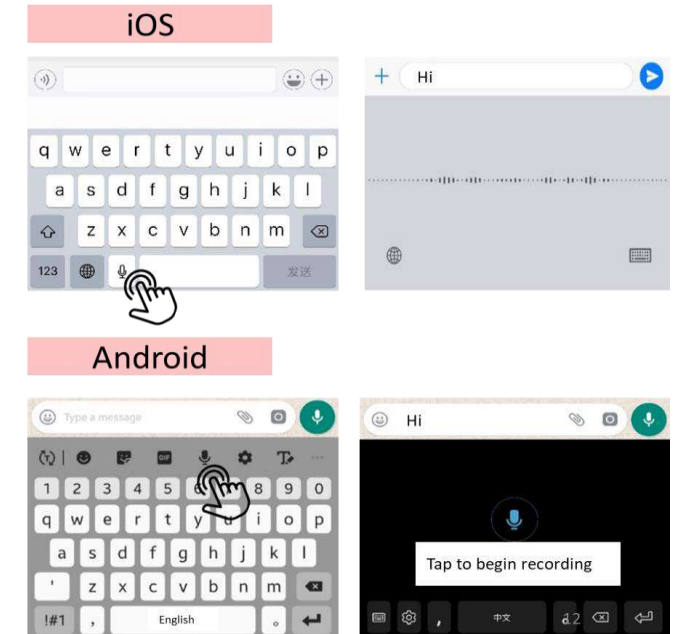 iOS
Hi
q w e r t y u i o p
a s d f g h j k l
z x c v b n m
123 发送
Android
Type a message
Hi
GIF T
1 2 3 4 5 6 8 9 0
q w e r t y u i o p
a s d f g h j k l
Tap to begin recording
' z x c v b n m
!#1 , English 。
, 中文